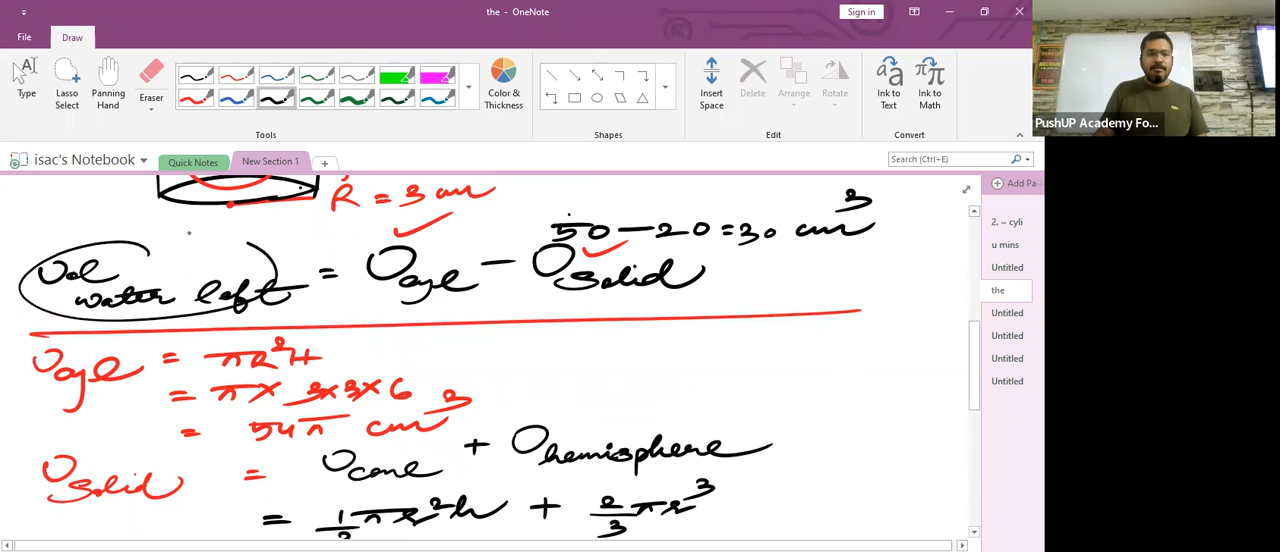 the - OneNote
Sign in
File
Draw
Type
Lasso Select
Panning Hand
Eraser
Color & Thickness
Insert Space
Delete
Arrange
Rotate
Ink to Text
Ink to Math
Tools
Shapes
Edit
Convert
PushUP Academy Fo...
isac's Notebook
Quick Notes
New Section 1
Search (Ctrl+E)
Add Pa
2. ~ cyli
u mins
Untitled
the
Untitled
Untitled
Untitled
Untitled
R = 3 cm
50 — 20 = 30 cm³
Vol water left = Vcyl - Vsolid
Vcyl = πR²H
= π × 3×3×6
= 54π cm³
Vsolid = Vcone + Vhemisphere
= 1/3 πr²h + 2/3 πr³